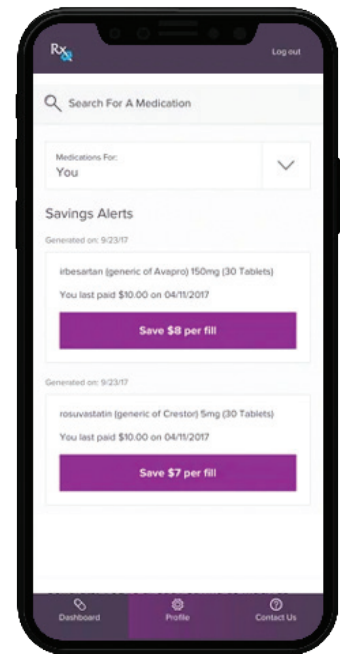 Rx
Log out
Search For A Medication
Medications For:
You
Savings Alerts
Generated on: 9/23/17
irbesartan (generic of Avapro) 150mg (30 Tablets)
You last paid $10.00 on 04/11/2017
Save $8 per fill
Generated on: 9/23/17
rosuvastatin (generic of Crestor) 5mg (30 Tablets)
You last paid $10.00 on 04/11/2017
Save $7 per fill
Dashboard
Profile
Contact Us